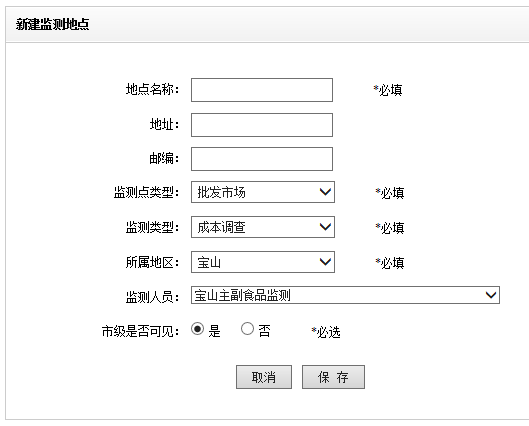 新建监测地点
地点名称： *必填
地址：
邮编：
监测点类型： 批发市场 *必填
监测类型： 成本调查 *必填
所属地区： 宝山 *必填
监测人员： 宝山主副食品监测
市级是否可见： 是 否 *必选
取消 保 存